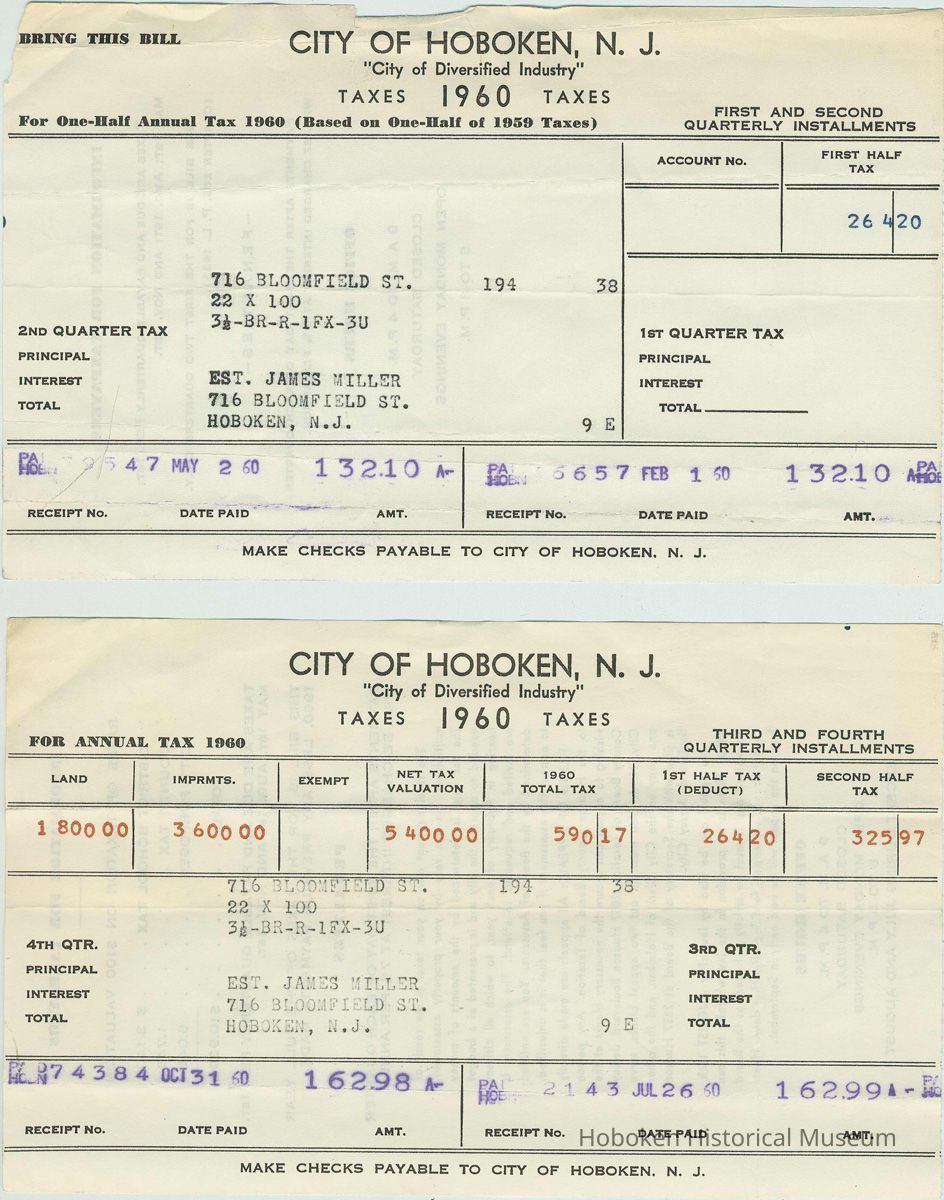 BRING THIS BILL
CITY OF HOBOKEN, N. J.
"City of Diversified Industry"
TAXES 1960 TAXES
For One-Half Annual Tax 1960 (Based on One-Half of 1959 Taxes)
FIRST AND SECOND
QUARTERLY INSTALLMENTS
ACCOUNT No.
FIRST HALF
TAX
264 20
716 BLOOMFIELD ST. 194 38
22 X 100
3½-BR-R-1FX-3U
2ND QUARTER TAX
PRINCIPAL
INTEREST
TOTAL
EST. JAMES MILLER
716 BLOOMFIELD ST.
HOBOKEN, N.J. 9 E
1ST QUARTER TAX
PRINCIPAL
INTEREST
TOTAL
9547 MAY 2 60 132.10 A-
6657 FEB 1 60 132.10
RECEIPT No. DATE PAID AMT.
RECEIPT No. DATE PAID AMT.
MAKE CHECKS PAYABLE TO CITY OF HOBOKEN. N. J.
CITY OF HOBOKEN, N. J.
"City of Diversified Industry"
TAXES 1960 TAXES
FOR ANNUAL TAX 1960
THIRD AND FOURTH
QUARTERLY INSTALLMENTS
LAND IMPRMTS. EXEMPT NET TAX VALUATION 1960 TOTAL TAX 1ST HALF TAX (DEDUCT) SECOND HALF TAX
1 800 00 3 600 00 5 400 00 590 17 264 20 325 97
716 BLOOMFIELD ST. 194 38
22 X 100
3½-BR-R-1FX-3U
4TH QTR.
PRINCIPAL
INTEREST
TOTAL
EST. JAMES MILLER
716 BLOOMFIELD ST.
HOBOKEN, N.J. 9 E
3RD QTR.
PRINCIPAL
INTEREST
TOTAL
74384 OCT 31 60 162.98 A-
2143 JUL 26 60 162.99 A-
RECEIPT No. DATE PAID AMT.
RECEIPT No. DATE PAID AMT.
Hoboken Historical Museum
MAKE CHECKS PAYABLE TO CITY OF HOBOKEN. N. J.